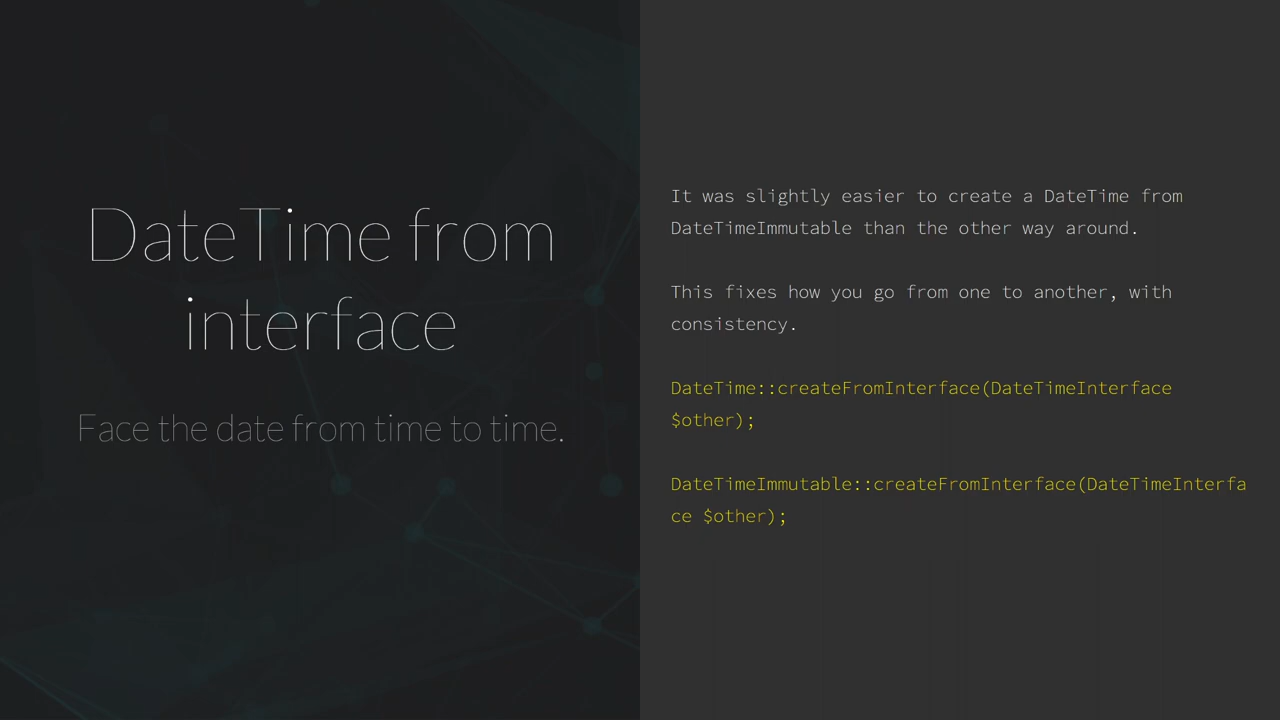 DateTime from
interface
Face the date from time to time.
It was slightly easier to create a DateTime from
DateTimeImmutable than the other way around.
This fixes how you go from one to another, with
consistency.
DateTime::createFromInterface(DateTimeInterface
$other);
DateTimeImmutable::createFromInterface(DateTimeInterfa
ce $other);